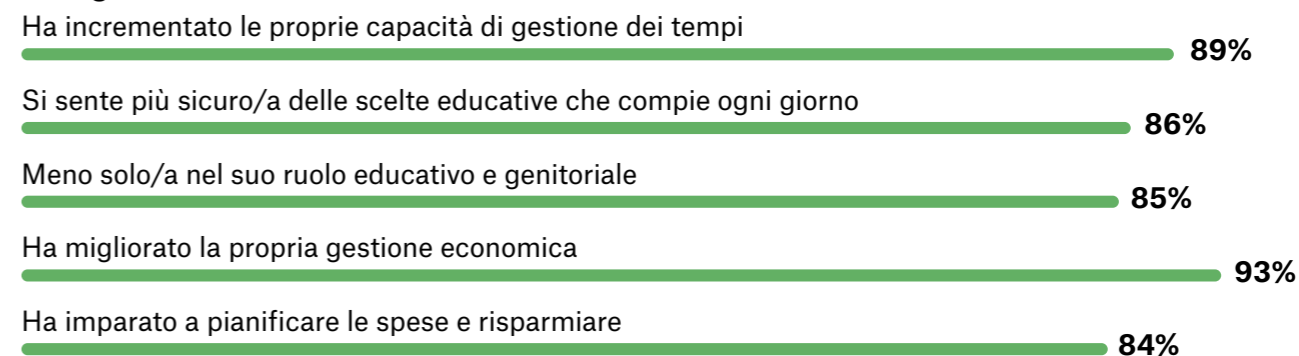 Ha incrementato le proprie capacità di gestione dei tempi
89%
Si sente più sicuro/a delle scelte educative che compie ogni giorno
86%
Meno solo/a nel suo ruolo educativo e genitoriale
85%
Ha migliorato la propria gestione economica
93%
Ha imparato a pianificare le spese e risparmiare
84%